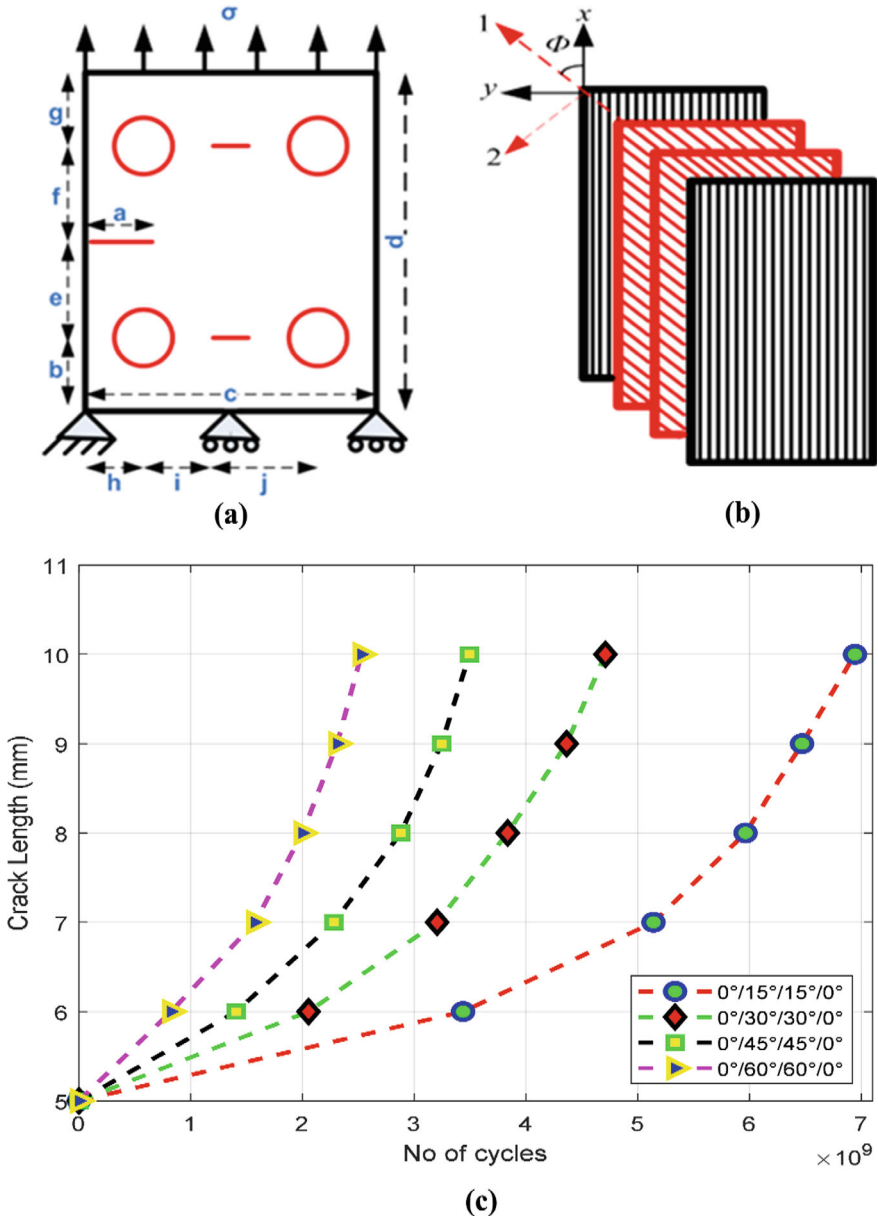 σ
g
f
a
d
e
b
c
h i j
(a)
1
Φ
x
y
2
(b)
Crack Length (mm)
11
10
9
8
7
6
5
0°/15°/15°/0°
0°/30°/30°/0°
0°/45°/45°/0°
0°/60°/60°/0°
0 1 2 3 4 5 6 7
No of cycles
× 10⁹
(c)